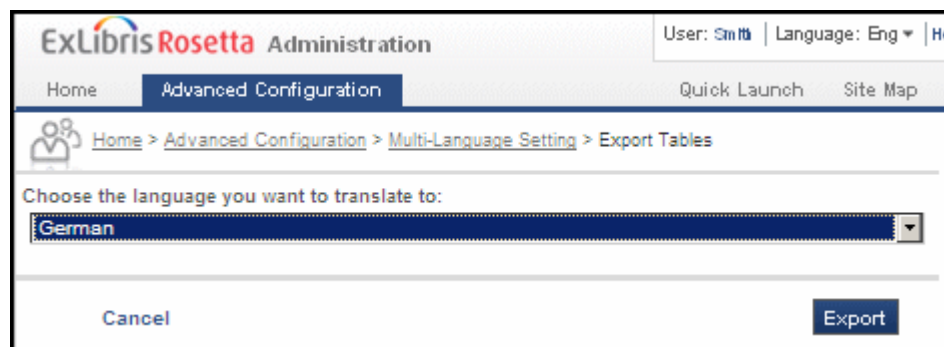 ExLibris Rosetta Administration
User: Smith | Language: Eng
Home Advanced Configuration Quick Launch Site Map
Home > Advanced Configuration > Multi-Language Setting > Export Tables
Choose the language you want to translate to:
German
Cancel Export